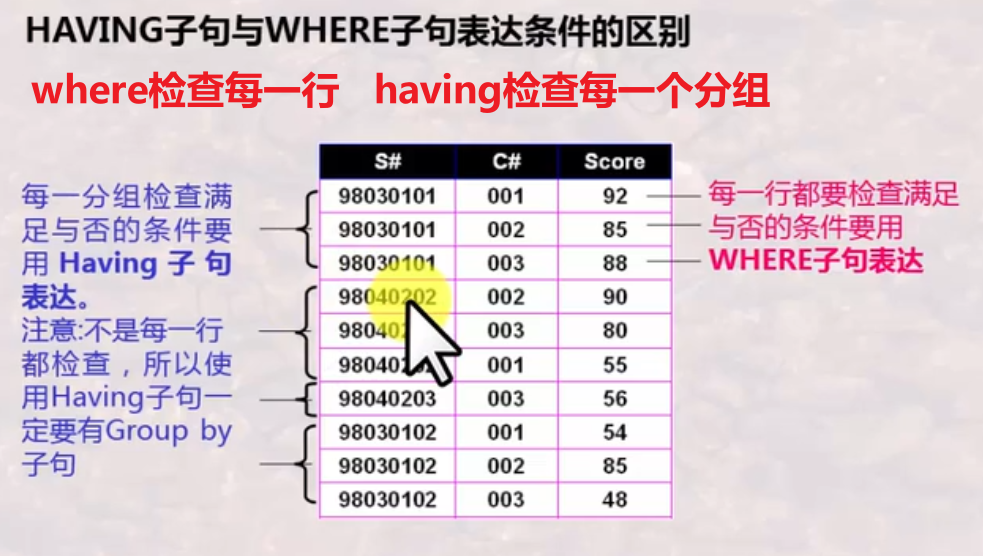 HAVING子句与WHERE子句表达条件的区别
where检查每一行 having检查每一个分组
每一分组检查满
足与否的条件要
用 Having 子 句
表达。
注意:不是每一行
都检查，所以使
用Having子句一
定要有Group by
子句
S# C# Score
98030101 001 92
98030101 002 85
98030101 003 88
98040202 002 90
9804 003 80
9804 001 55
98040203 003 56
98030102 001 54
98030102 002 85
98030102 003 48
每一行都要检查满足
与否的条件要用
WHERE子句表达